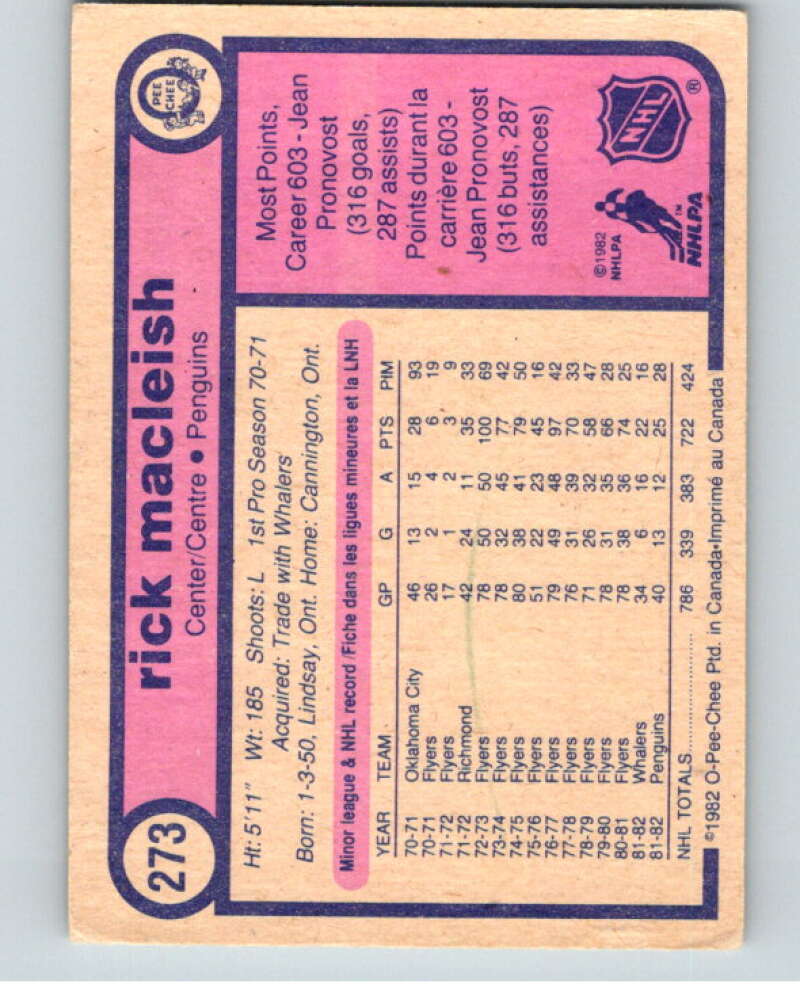 273
rick macleish
Center/Centre • Penguins
O PEE CHEE
Ht: 5'11" Wt: 185 Shoots: L 1st Pro Season 70-71
Acquired: Trade with Whalers
Born: 1-3-50, Lindsay, Ont. Home: Cannington, Ont.
Minor league & NHL record/Fiche dans les ligues mineures et la LNH
YEAR TEAM GP G A PTS PIM
70-71 Oklahoma City 46 13 15 28 93
70-71 Flyers 26 2 4 6 19
71-72 Flyers 17 1 2 3 9
71-72 Richmond 42 24 11 35 33
72-73 Flyers 78 50 50 100 69
73-74 Flyers 78 32 45 77 42
74-75 Flyers 80 38 41 79 50
75-76 Flyers 51 22 23 45 16
76-77 Flyers 79 49 48 97 42
77-78 Flyers 76 31 39 70 33
78-79 Flyers 71 26 32 58 47
79-80 Flyers 78 31 35 66 28
80-81 Flyers 78 38 36 74 25
81-82 Whalers 34 6 16 22 16
81-82 Penguins 40 13 12 25 28
NHL TOTALS.................... 786 339 383 722 424
©1982 O-Pee-Chee Ptd. in Canada•Imprimé au Canada
Most Points,
Career 603 - Jean
Pronovost
(316 goals,
287 assists)
Points durant la
carrière 603 -
Jean Pronovost
(316 buts, 287
assistances)
©1982
NHLPA
NHLPA™
NHL®